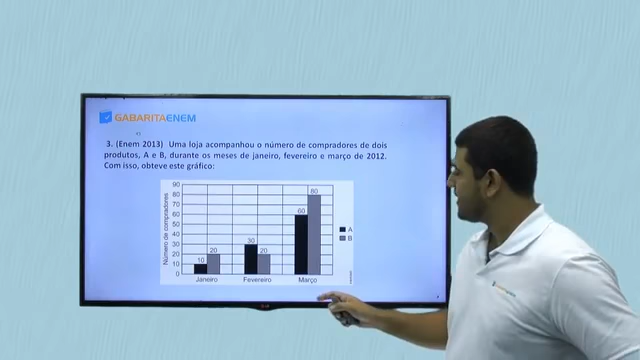 GABARITAENEM
3. (Enem 2013) Uma loja acompanhou o número de compradores de dois
produtos, A e B, durante os meses de janeiro, fevereiro e março de 2012.
Com isso, obteve este gráfico:
Número de compradores
90
80
70
60
50
40
30
20
10
0
10
20
30
20
60
80
Janeiro
Fevereiro
Março
A
B
GABARITAENEM